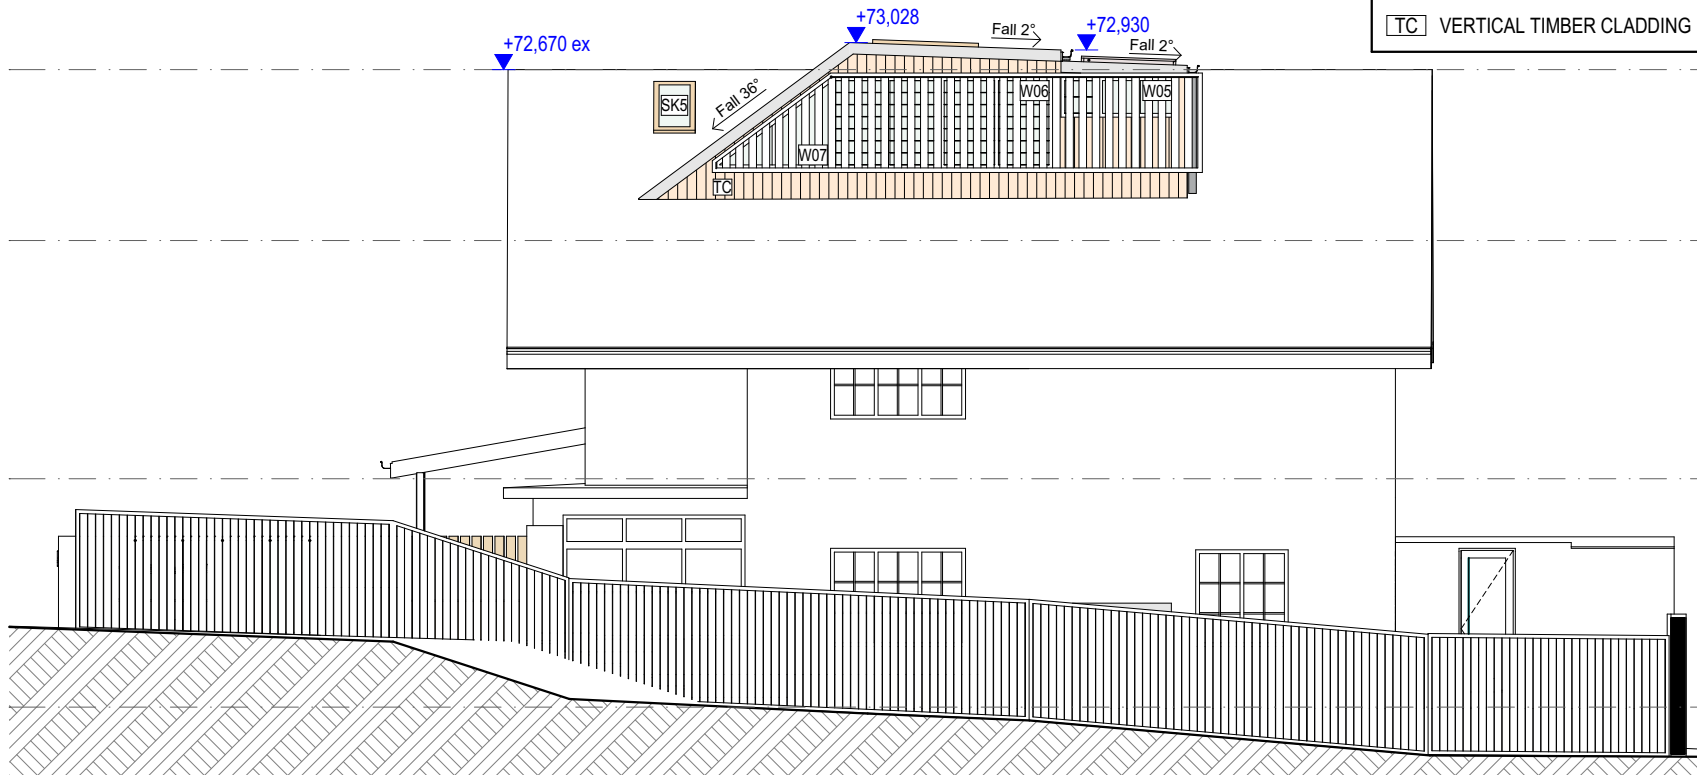 TC VERTICAL TIMBER CLADDING
+73,028
Fall 2°
+72,930
+72,670 ex
Fall 2°
SK5
Fall 36°
W06
W05
W07
TC